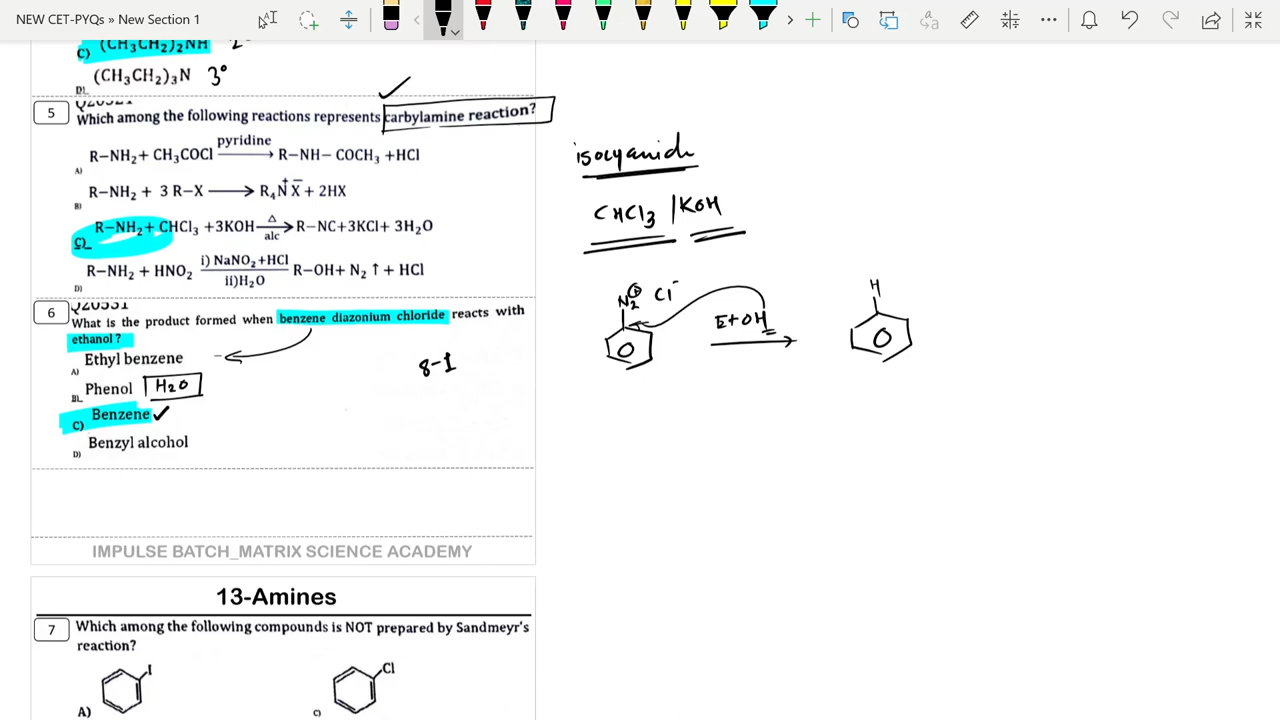 NEW CET-PYQs » New Section 1
C) (CH₃CH₂)₂NH 2°
D) (CH₃CH₂)₃N 3°
5
Which among the following reactions represents carbylamine reaction?
A) R–NH₂+ CH₃COCl pyridine → R–NH– COCH₃ +HCl
B) R–NH₂ + 3 R–X ⟶ R₄N⁺X⁻ + 2HX
C) R–NH₂ + CHCl₃ +3KOH Δ alc → R–NC+3KCl+ 3H₂O
D) R–NH₂ + HNO₂ i) NaNO₂+HCl ii)H₂O → R–OH+ N₂ ↑ + HCl
isocyanide
CHCl₃ / KOH
6
Q20531
What is the product formed when benzene diazonium chloride reacts with
ethanol ?
A) Ethyl benzene
B) Phenol H₂O
C) Benzene ✓
D) Benzyl alcohol
8-1
N₂⁺ Cl⁻
EtOH
H
IMPULSE BATCH_MATRIX SCIENCE ACADEMY
13-Amines
7
Which among the following compounds is NOT prepared by Sandmeyr's
reaction?
A) I
C) Cl